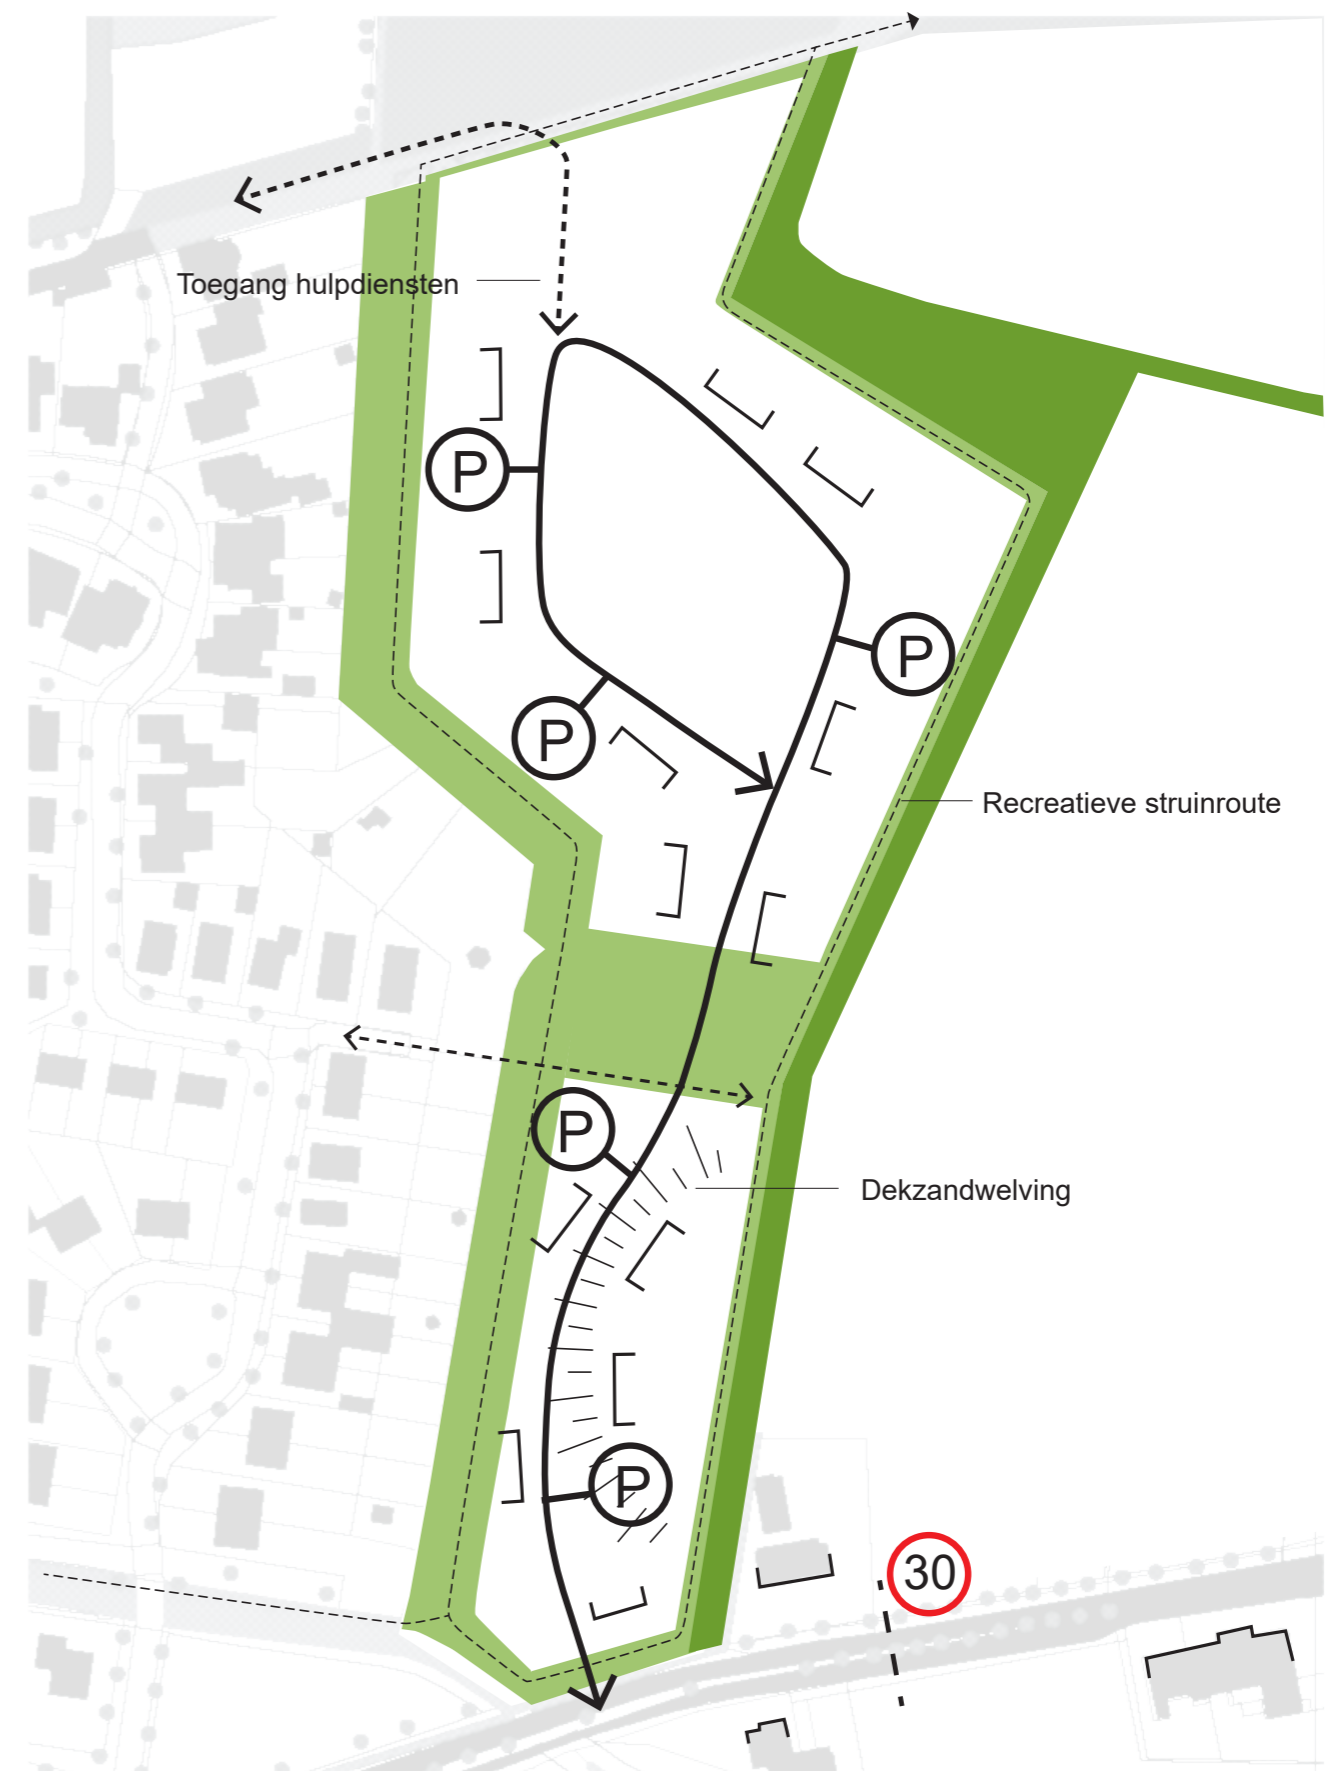 Toegang hulpdiensten
P
P
P
Recreatieve struinroute
P
Dekzandwelving
P
30